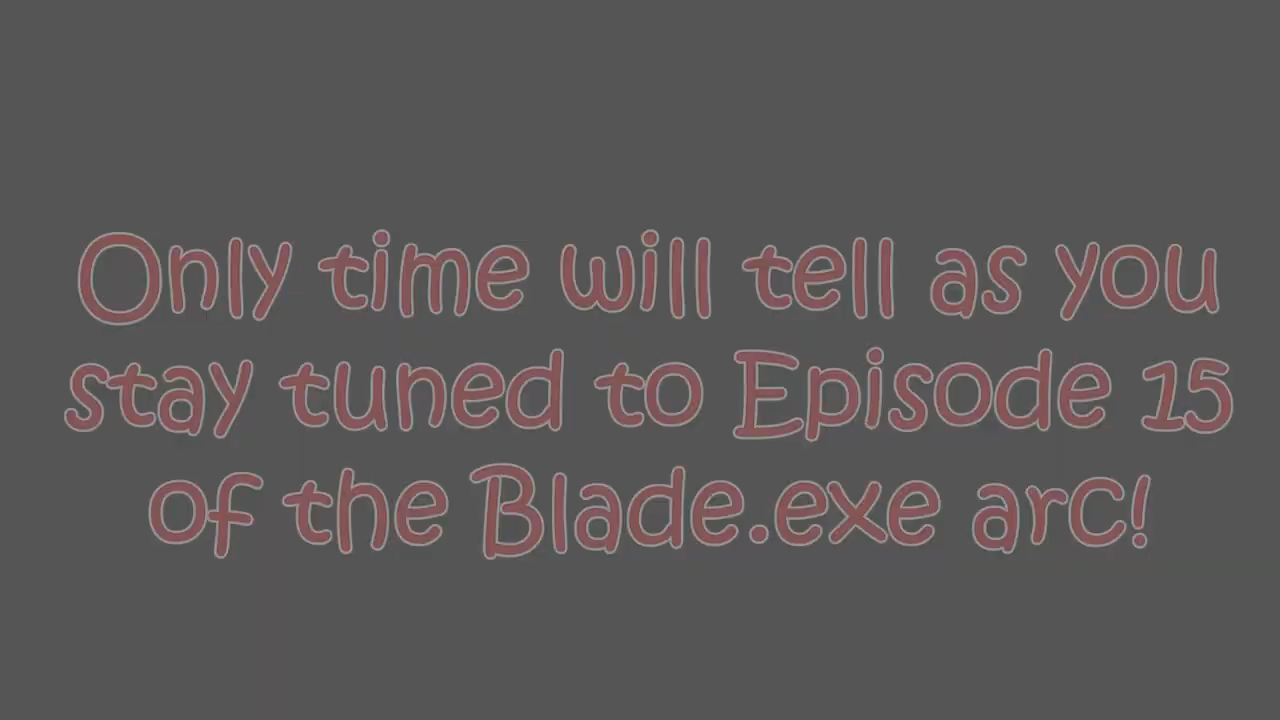 Only time will tell as you
stay tuned to Episode 15
of the Blade.exe arc!